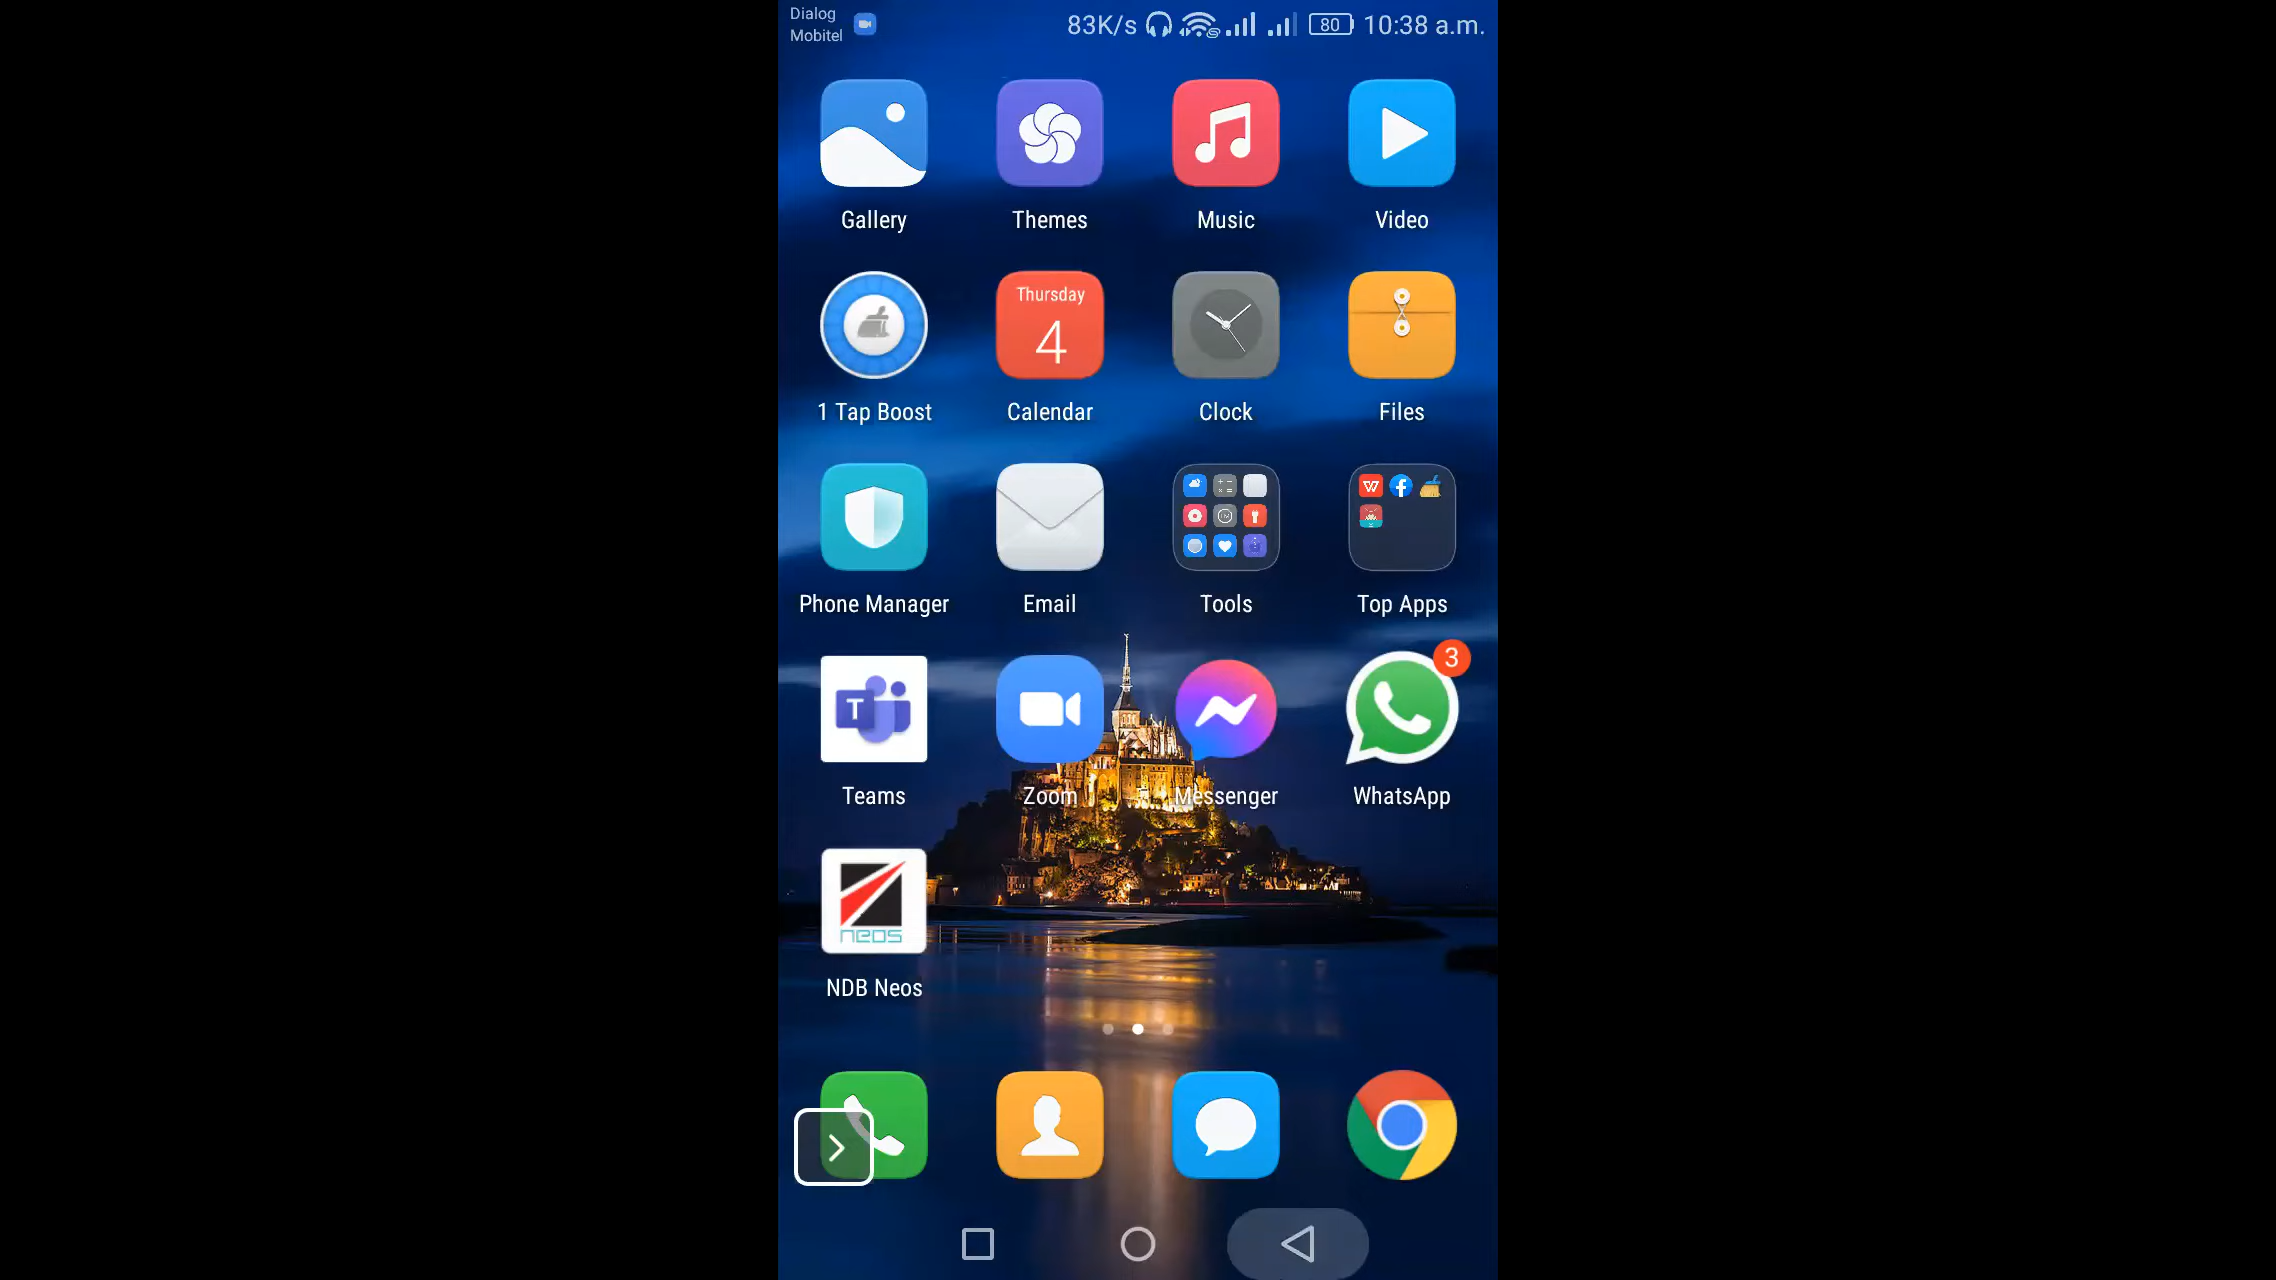 Dialog
Mobitel
83K/s 80 10:38 a.m.
Gallery Themes Music Video
Thursday
4
1 Tap Boost Calendar Clock Files
Phone Manager Email Tools Top Apps
3
T
Teams Zoom Messenger WhatsApp
neos
NDB Neos